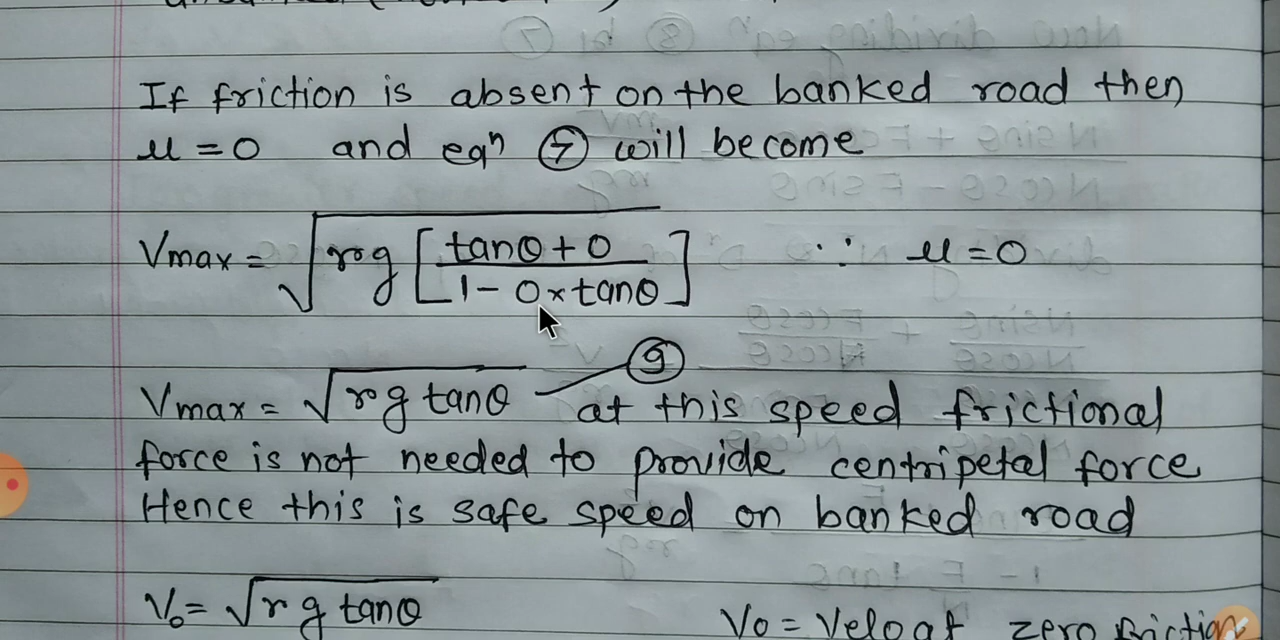 If friction is absent on the banked road then
μ = 0 and eqⁿ ⑦ will become
Vmax = √rg [tanθ + 0 / 1 - 0 × tanθ] ∵ μ = 0
⑨
Vmax = √rg tanθ at this speed frictional
force is not needed to provide centripetal force
Hence this is safe speed on banked road
V₀ = √rg tanθ V₀ = Velo at zero friction